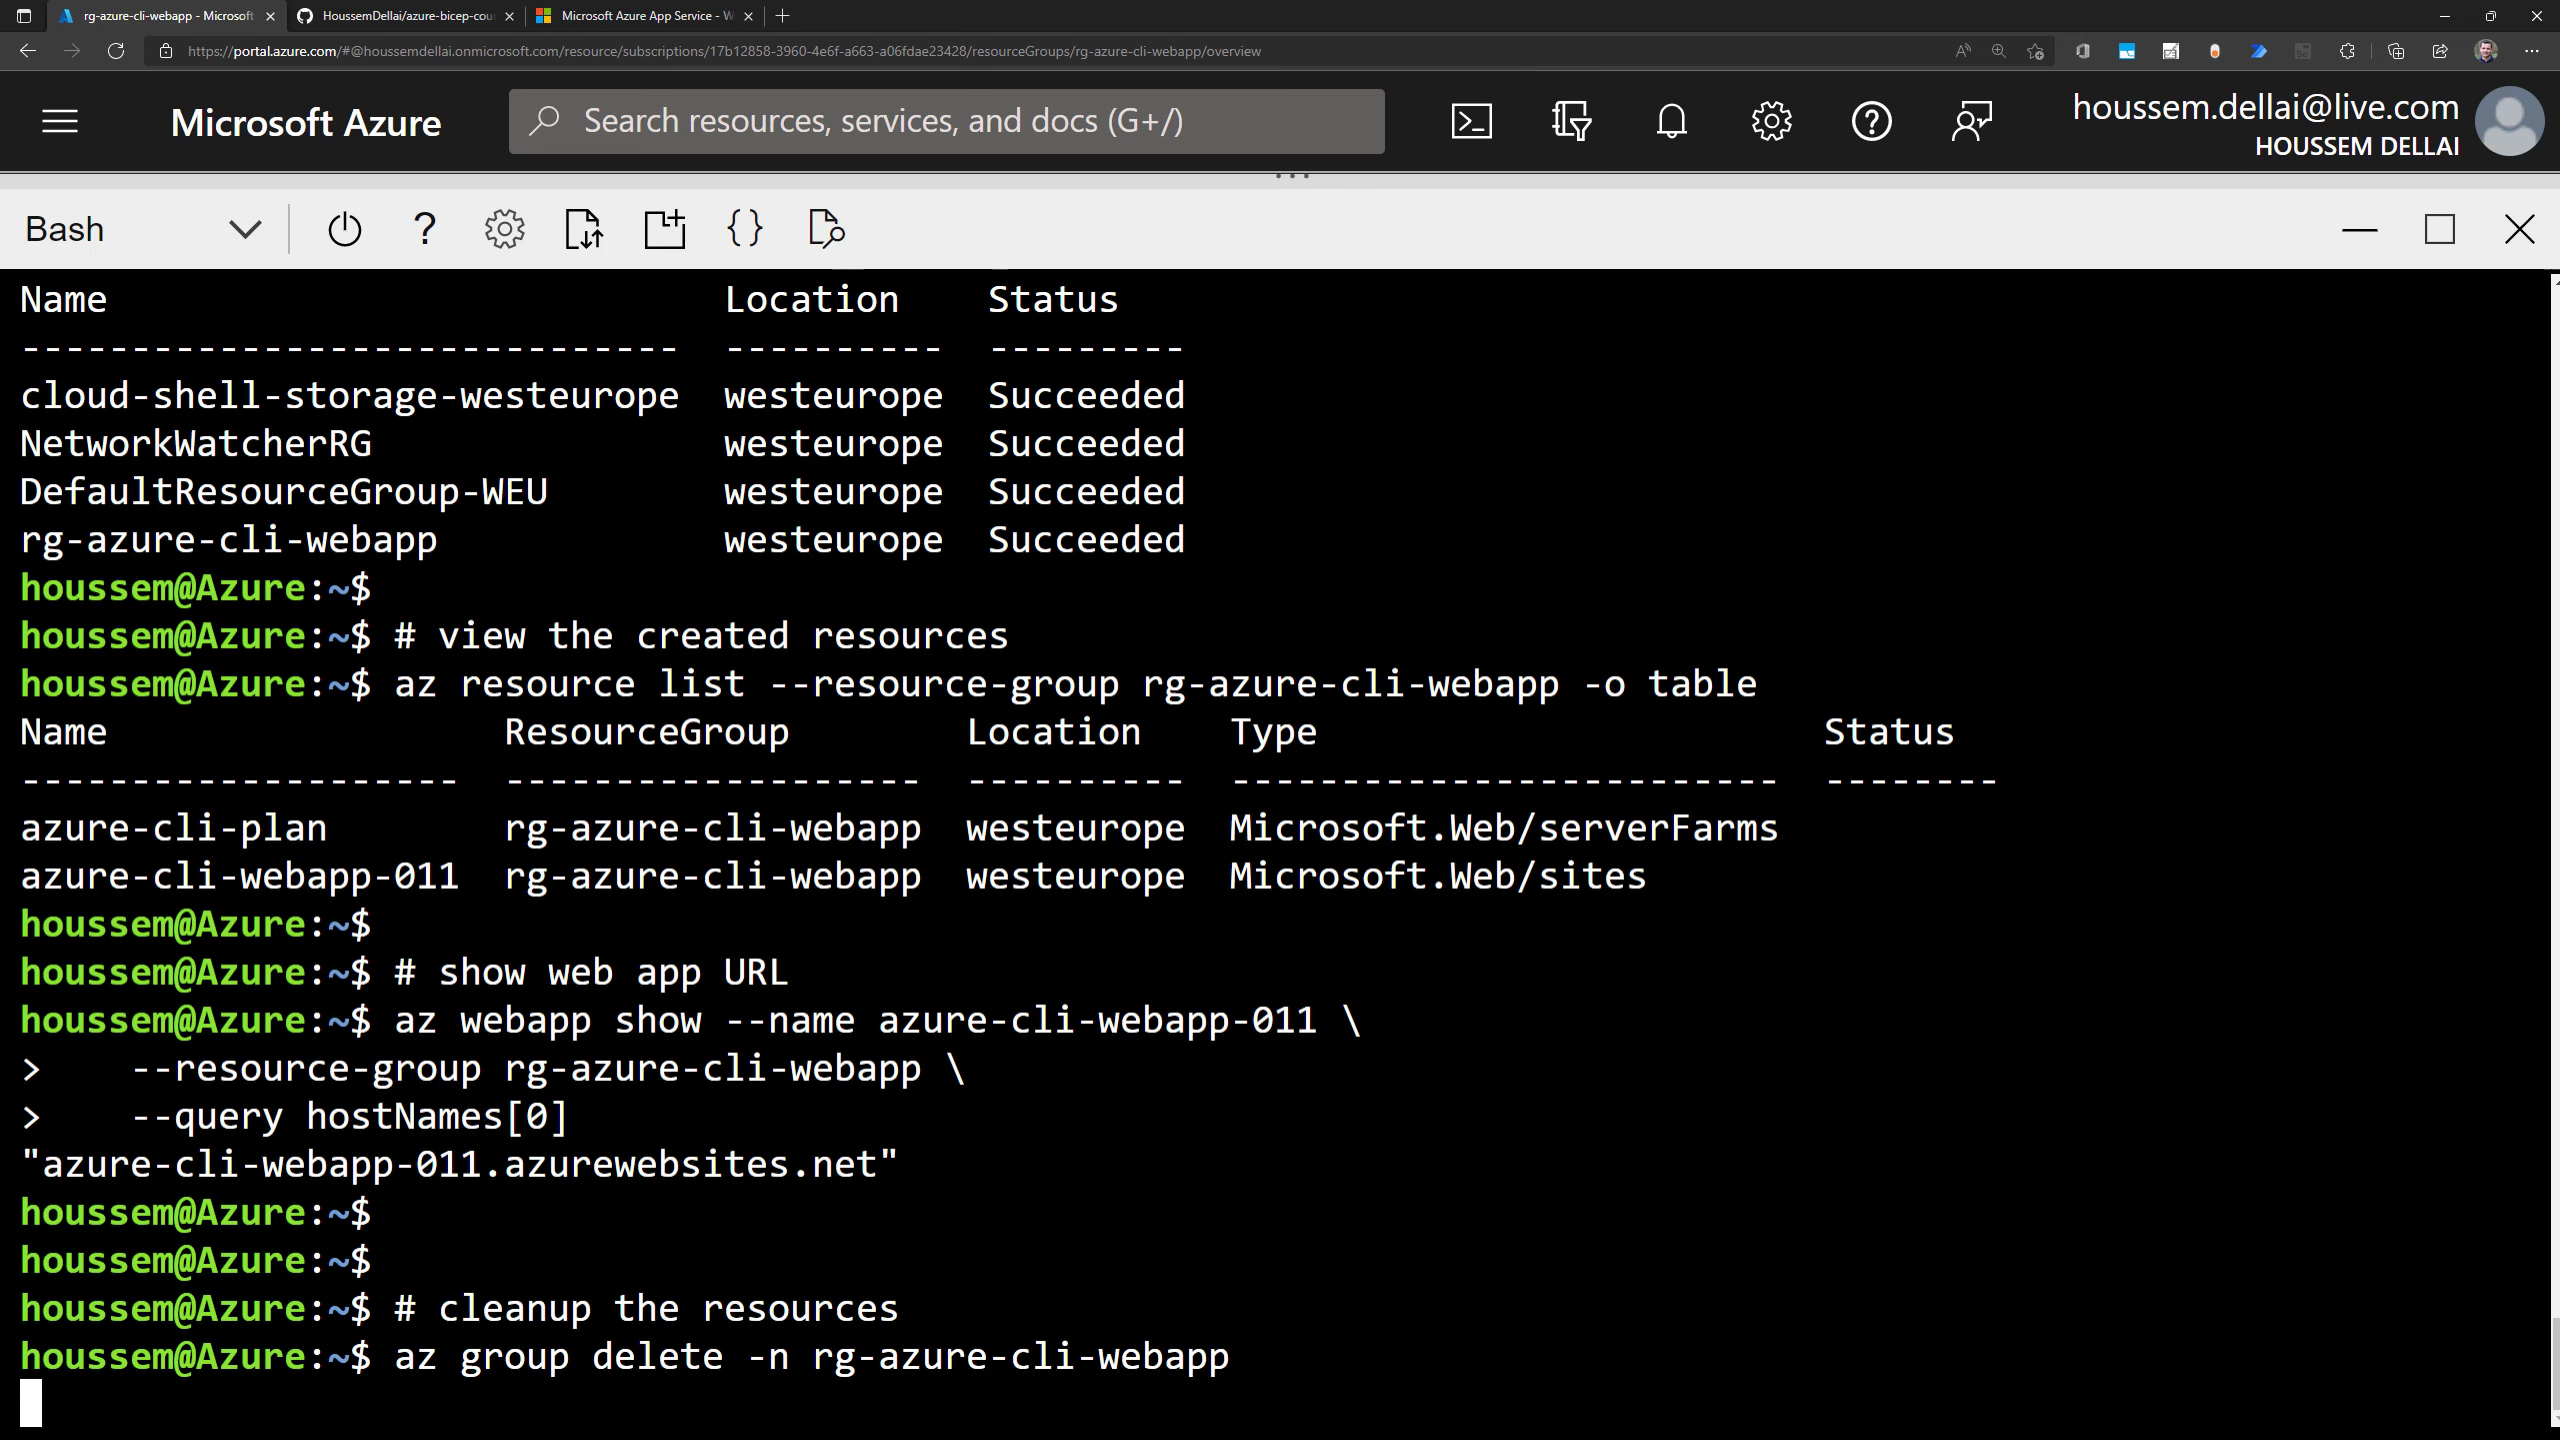 rg-azure-cli-webapp - Microsoft
HoussemDellai/azure-bicep-cou
Microsoft Azure App Service - W
https://portal.azure.com/#@houssemdellai.onmicrosoft.com/resource/subscriptions/17b12858-3960-4e6f-a663-a06fdae23428/resourceGroups/rg-azure-cli-webapp/overview
Microsoft Azure
Search resources, services, and docs (G+/)
houssem.dellai@live.com
HOUSSEM DELLAI
Bash
Name Location Status
------------------------------ ---------- ---------
cloud-shell-storage-westeurope westeurope Succeeded
NetworkWatcherRG westeurope Succeeded
DefaultResourceGroup-WEU westeurope Succeeded
rg-azure-cli-webapp westeurope Succeeded
houssem@Azure:~$
houssem@Azure:~$ # view the created resources
houssem@Azure:~$ az resource list --resource-group rg-azure-cli-webapp -o table
Name ResourceGroup Location Type Status
-------------------- ------------------- ---------- ------------------------- --------
azure-cli-plan rg-azure-cli-webapp westeurope Microsoft.Web/serverFarms
azure-cli-webapp-011 rg-azure-cli-webapp westeurope Microsoft.Web/sites
houssem@Azure:~$
houssem@Azure:~$ # show web app URL
houssem@Azure:~$ az webapp show --name azure-cli-webapp-011 \
> --resource-group rg-azure-cli-webapp \
> --query hostNames[0]
"azure-cli-webapp-011.azurewebsites.net"
houssem@Azure:~$
houssem@Azure:~$
houssem@Azure:~$ # cleanup the resources
houssem@Azure:~$ az group delete -n rg-azure-cli-webapp